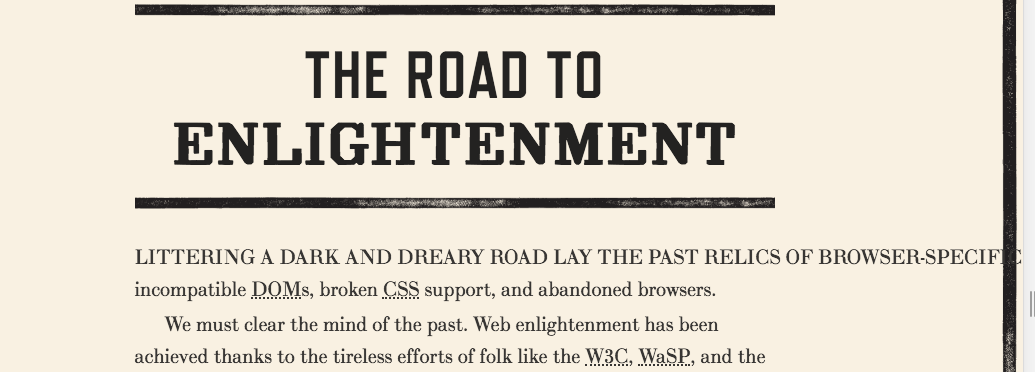 THE ROAD TO
ENLIGHTENMENT
LITTERING A DARK AND DREARY ROAD LAY THE PAST RELICS OF BROWSER-SPECIFIC
incompatible DOMs, broken CSS support, and abandoned browsers.
We must clear the mind of the past. Web enlightenment has been
achieved thanks to the tireless efforts of folk like the W3C, WaSP, and the